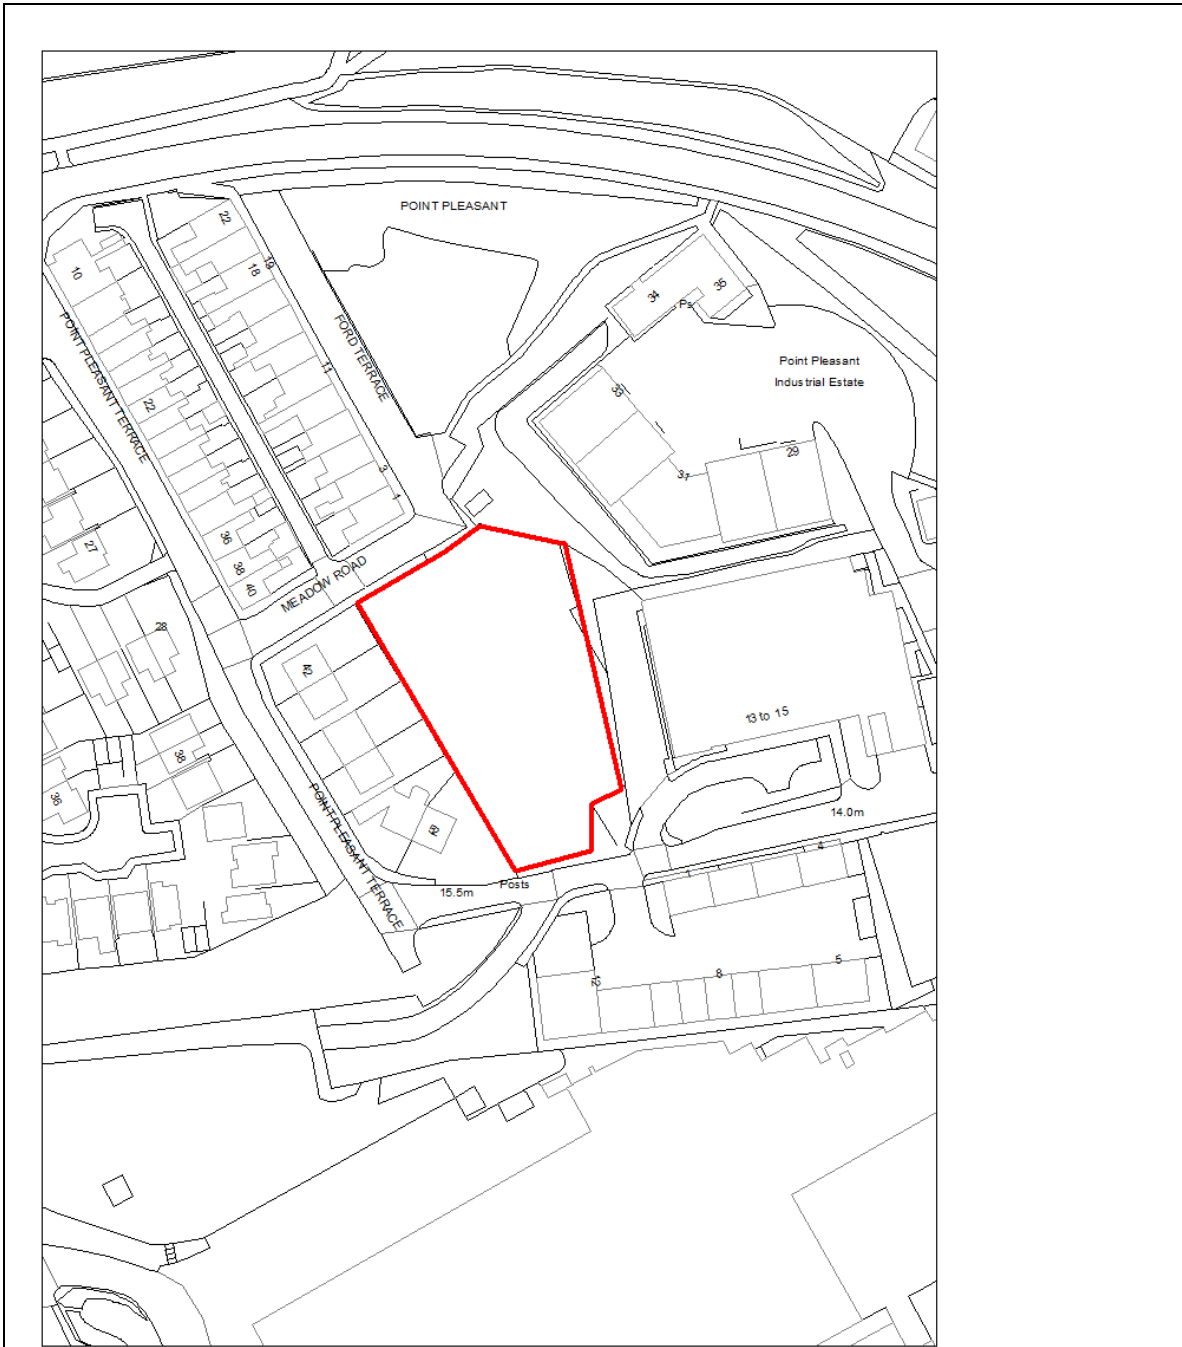 POINT PLEASANT
22
19
18
10
34
35
Ps
POINT PLEASANT TERRACE
FORD TERRACE
Point Pleasant
Industrial Estate
11
33
22
29
31
3
1
36
27
38
40
MEADOW ROAD
28
42
13 to 15
38
36
POINT PLEASANT TERRACE
14.0m
4
1
15.5m
Posts
5
8
12